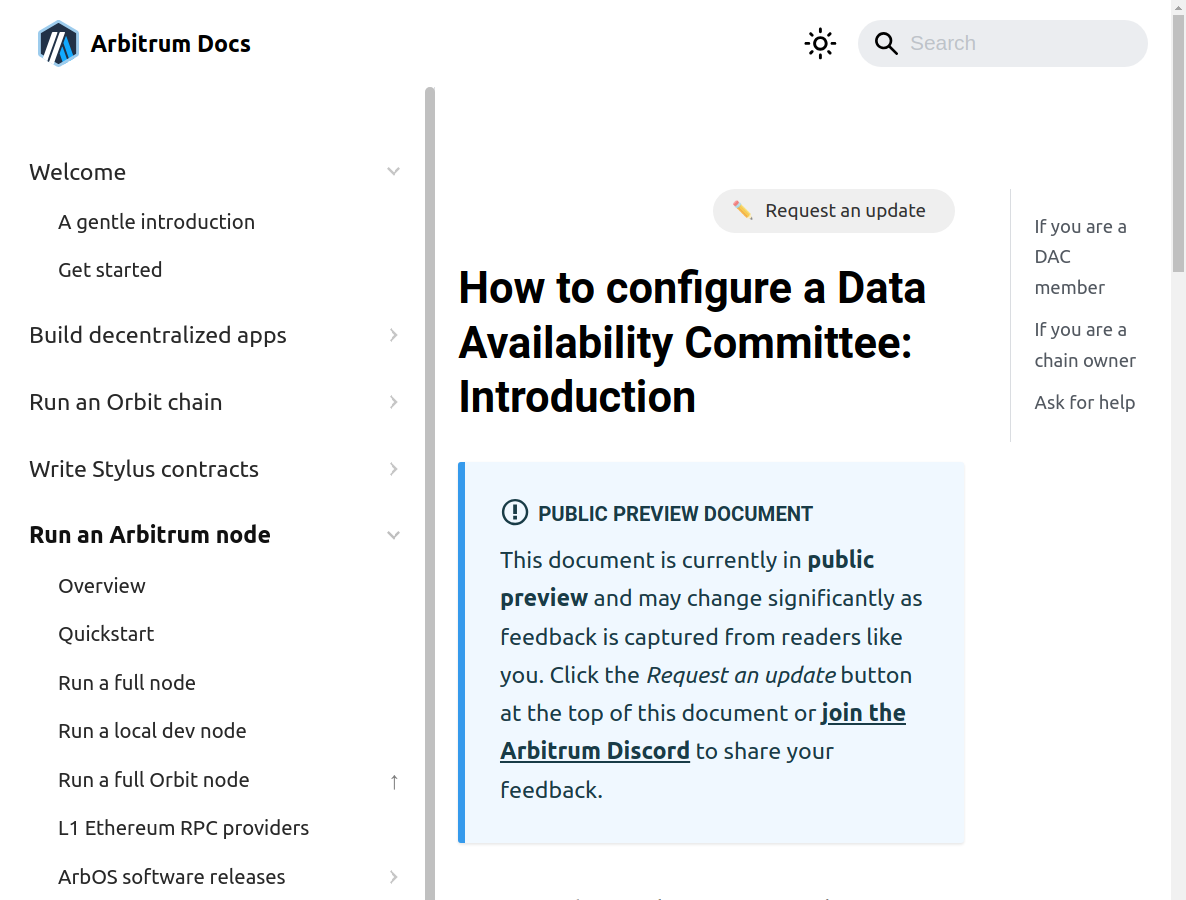 Arbitrum Docs
Search
Welcome
A gentle introduction
Get started
Build decentralized apps
Run an Orbit chain
Write Stylus contracts
Run an Arbitrum node
Overview
Quickstart
Run a full node
Run a local dev node
Run a full Orbit node ↑
L1 Ethereum RPC providers
ArbOS software releases
✏️ Request an update
How to configure a Data
Availability Committee:
Introduction
PUBLIC PREVIEW DOCUMENT
This document is currently in public
preview and may change significantly as
feedback is captured from readers like
you. Click the Request an update button
at the top of this document or join the
Arbitrum Discord to share your
feedback.
If you are a
DAC
member
If you are a
chain owner
Ask for help